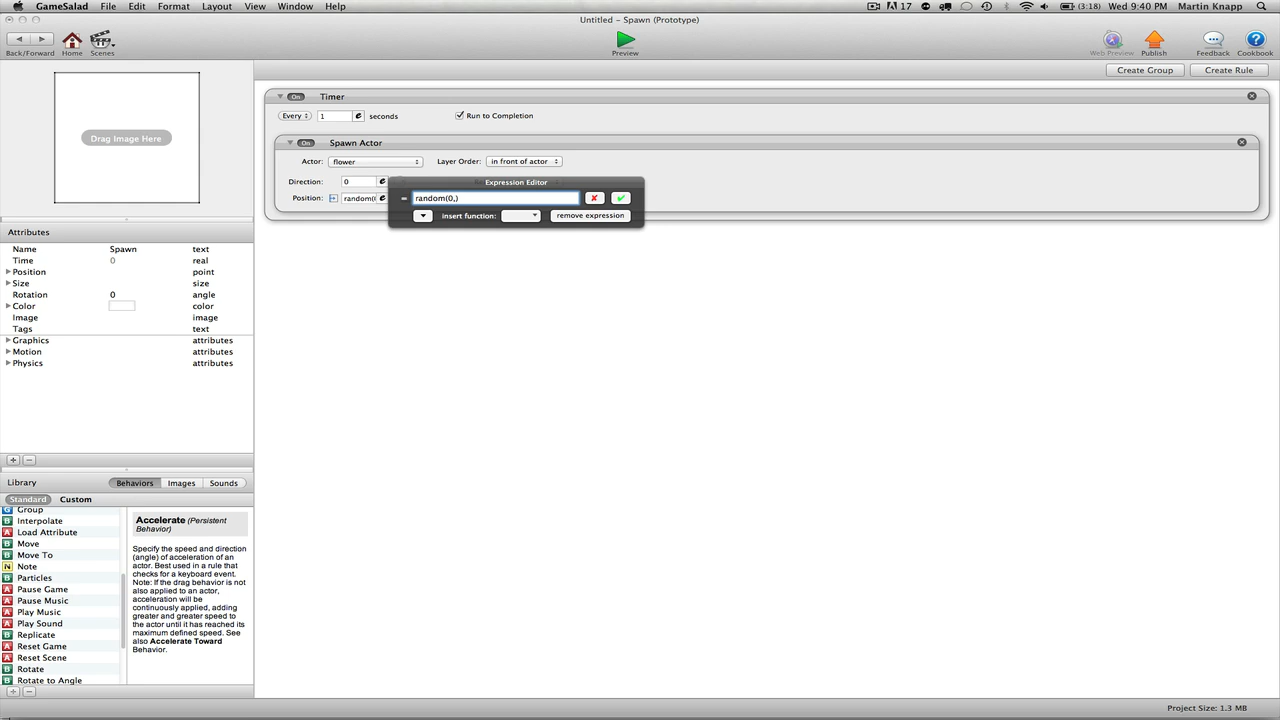 GameSalad File Edit Format Layout View Window Help 17 (3:18) Wed 9:40 PM Martin Knapp
Untitled – Spawn (Prototype)
Back/Forward Home Scenes Preview Web Preview Publish Feedback Cookbook
Create Group Create Rule
Drag Image Here
On Timer
Every 1 e seconds Run to Completion
On Spawn Actor
Actor: flower Layer Order: in front of actor
Direction: 0 e
Expression Editor
Position: random(( e = random(0,)
insert function: remove expression
Attributes
Name Spawn text
Time 0 real
Position point
Size size
Rotation 0 angle
Color color
Image image
Tags text
Graphics attributes
Motion attributes
Physics attributes
Library Behaviors Images Sounds
Standard Custom
G Group
B Interpolate
A Load Attribute
B Move
B Move To
N Note
B Particles
A Pause Game
A Pause Music
A Play Music
A Play Sound
B Replicate
A Reset Game
A Reset Scene
B Rotate
B Rotate to Angle
Accelerate (Persistent
Behavior)
Specify the speed and direction
(angle) of acceleration of an
actor. Best used in a rule that
checks for a keyboard event.
Note: If the drag behavior is not
also applied to an actor,
acceleration will be
continuously applied, adding
greater and greater speed to
the actor until it has reached its
maximum defined speed. See
also Accelerate Toward
Behavior.
Project Size: 1.3 MB